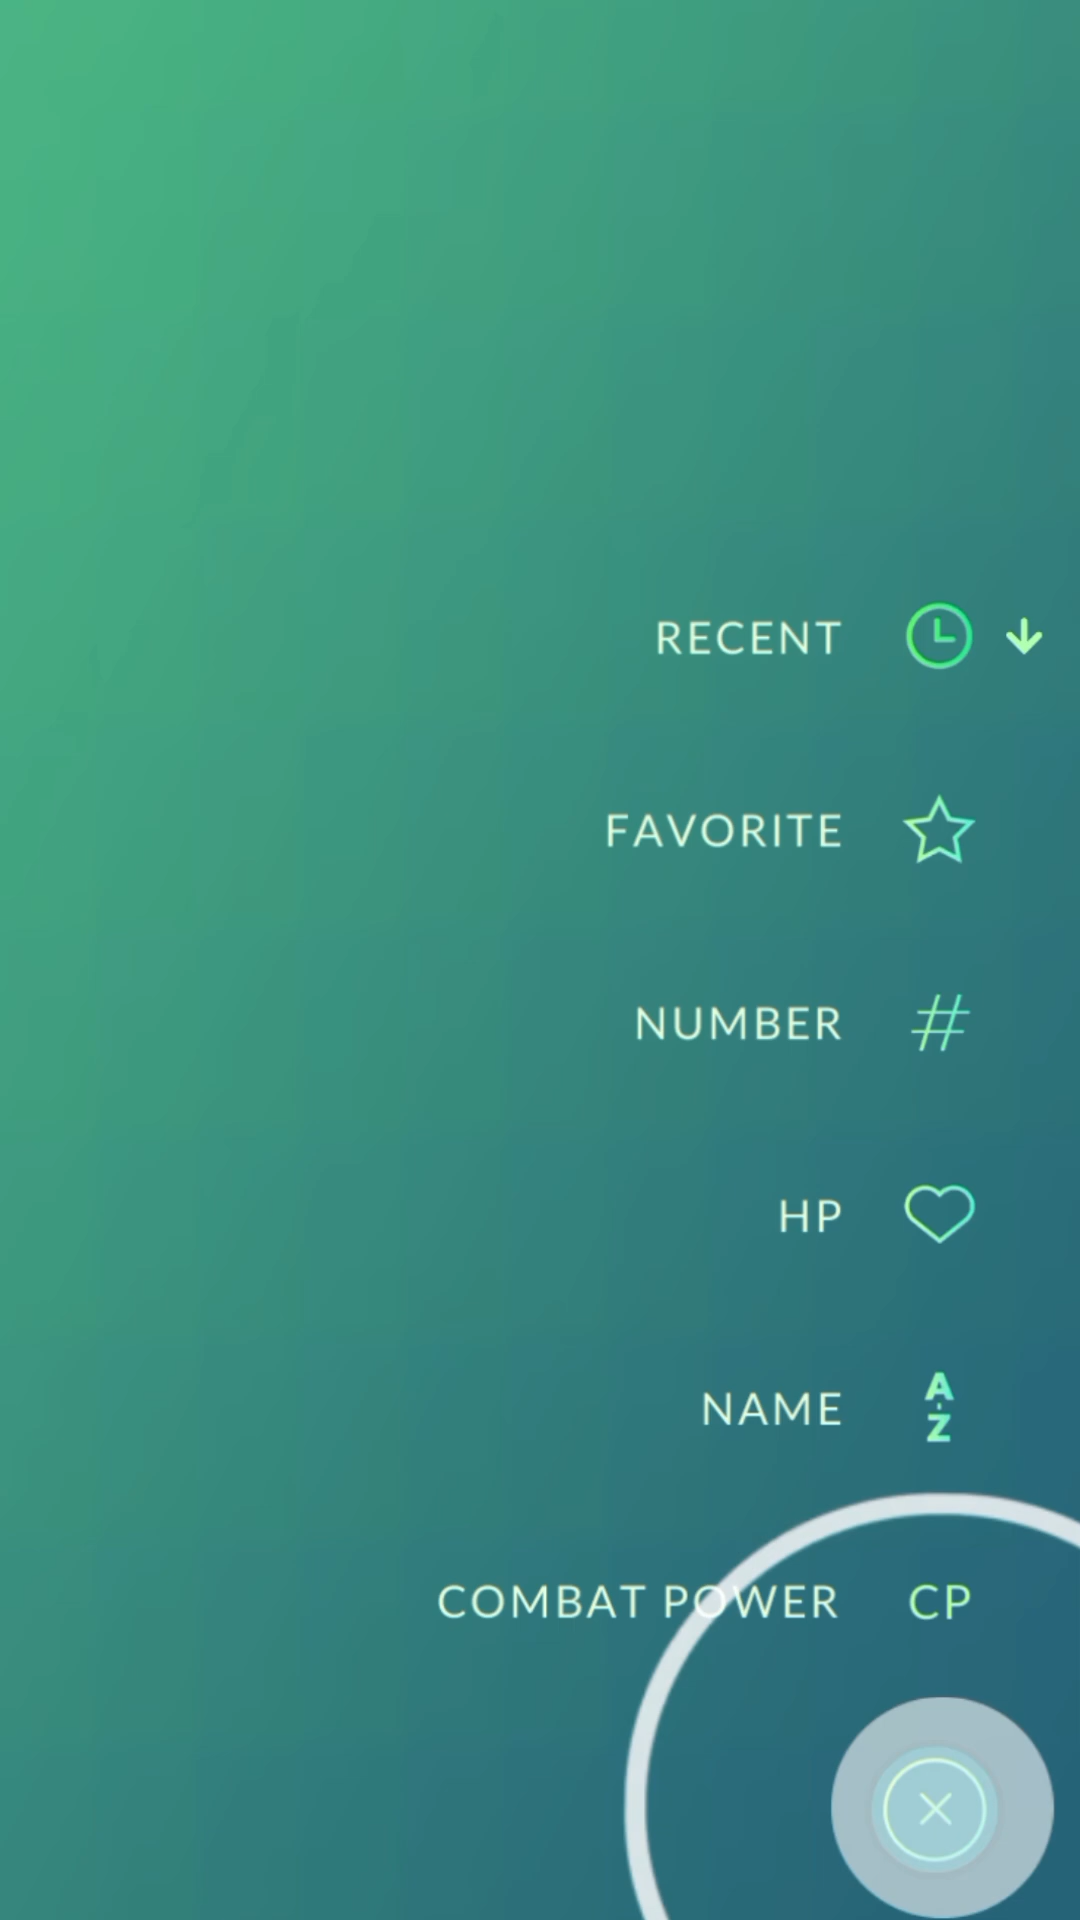 RECENT
FAVORITE
NUMBER #
HP
NAME A-Z
COMBAT POWER CP